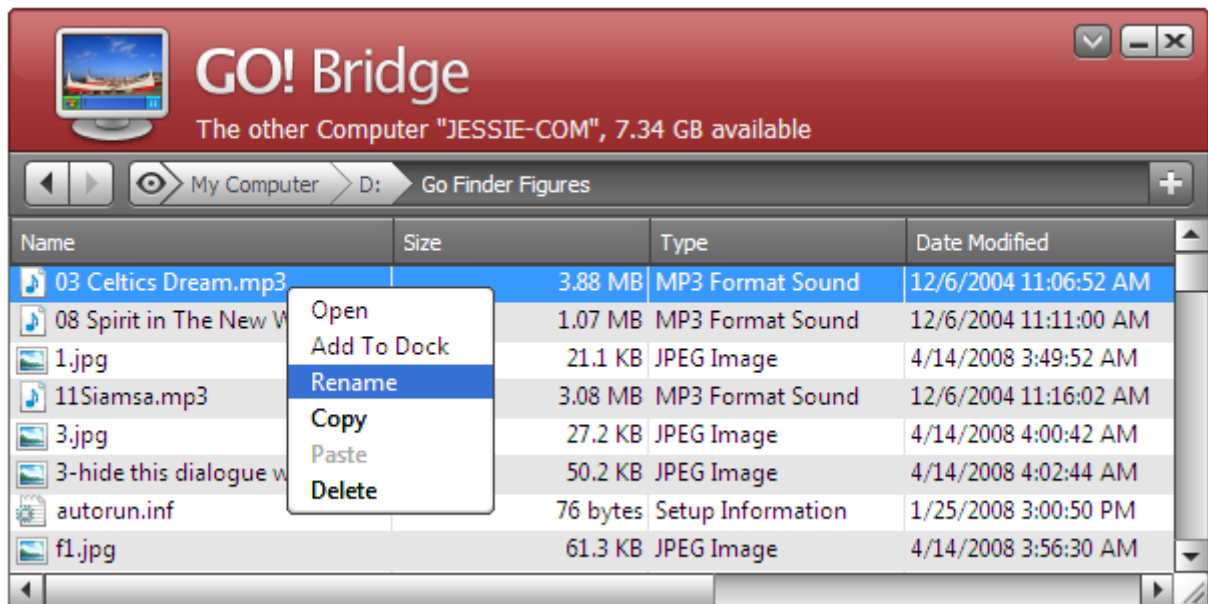 GO! Bridge
The other Computer "JESSIE-COM", 7.34 GB available
My Computer D: Go Finder Figures
Name Size Type Date Modified
03 Celtics Dream.mp3 3.88 MB MP3 Format Sound 12/6/2004 11:06:52 AM
08 Spirit in The New 1.07 MB MP3 Format Sound 12/6/2004 11:11:00 AM
1.jpg 21.1 KB JPEG Image 4/14/2008 3:49:52 AM
11Siamsa.mp3 3.08 MB MP3 Format Sound 12/6/2004 11:16:02 AM
3.jpg 27.2 KB JPEG Image 4/14/2008 4:00:42 AM
3-hide this dialogue 50.2 KB JPEG Image 4/14/2008 4:02:44 AM
autorun.inf 76 bytes Setup Information 1/25/2008 3:00:50 PM
f1.jpg 61.3 KB JPEG Image 4/14/2008 3:56:30 AM
Open
Add To Dock
Rename
Copy
Paste
Delete